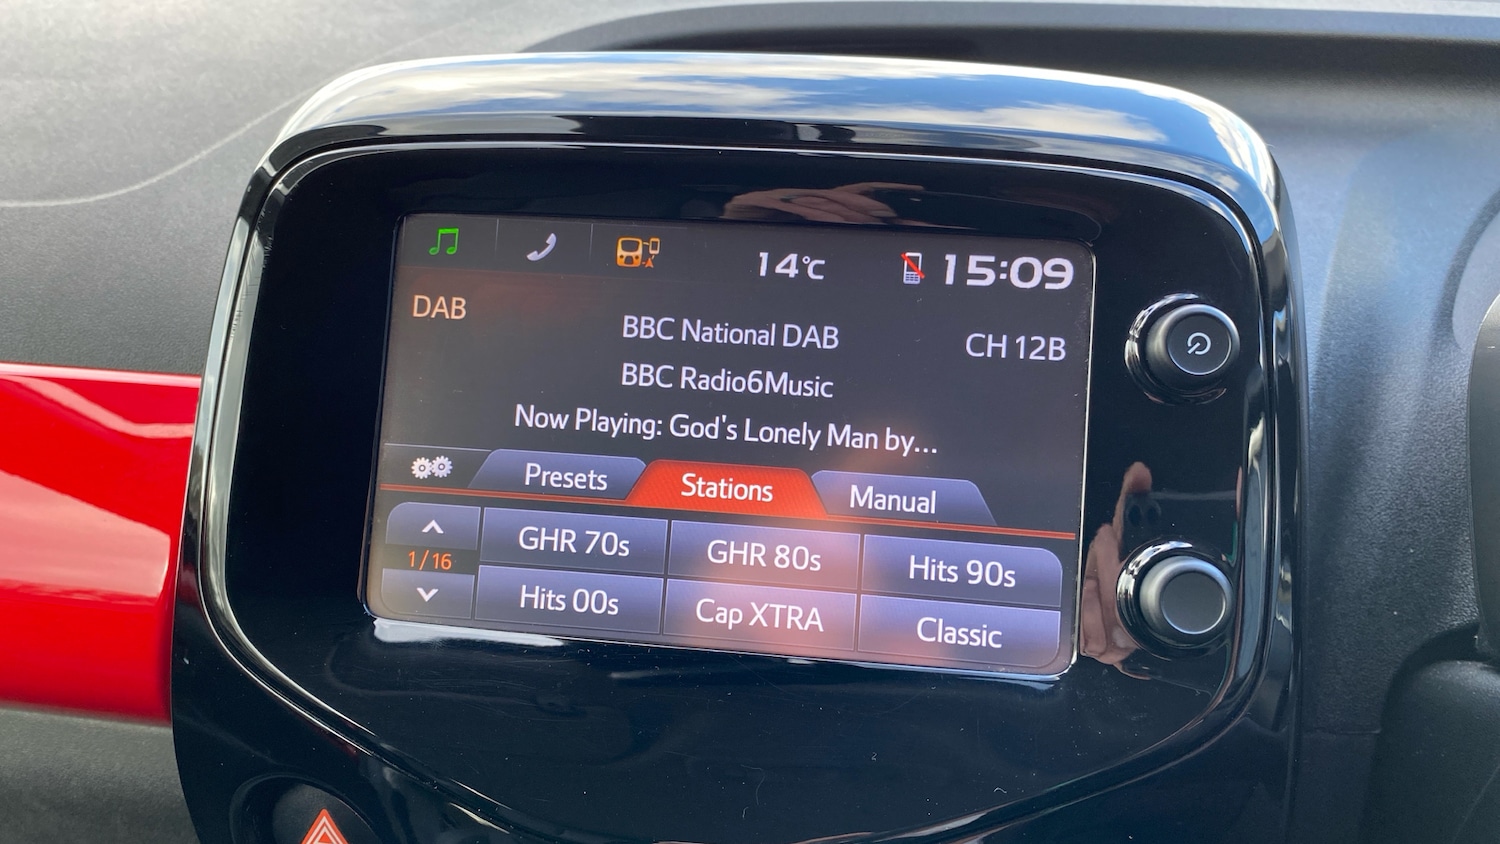 14°C 15:09
DAB
BBC National DAB
CH 12B
BBC Radio6Music
Now Playing: God's Lonely Man by...
Presets Stations Manual
1/16
GHR 70s GHR 80s Hits 90s
Hits 00s Cap XTRA Classic